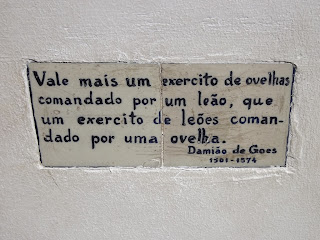 Vale mais um exercito de ovelhas
comandado por um leão, que
um exercito de leões coman-
dado por uma ovelha.
Damião de Goes
1501-1574